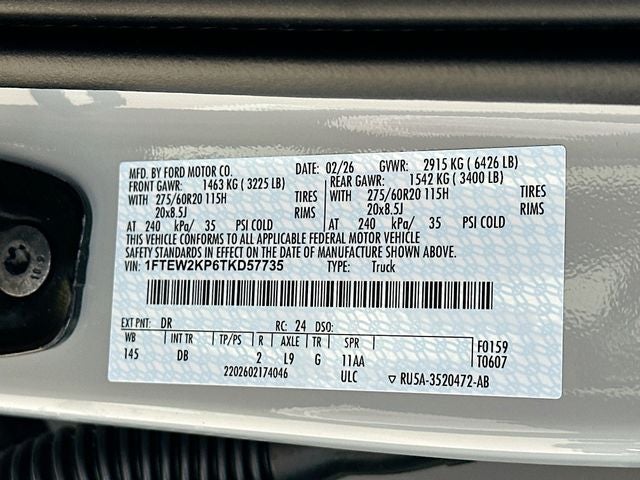 MFD. BY FORD MOTOR CO. DATE: 02/26 GVWR: 2915 KG ( 6426 LB)
FRONT GAWR: 1463 KG ( 3225 LB) REAR GAWR: 1542 KG ( 3400 LB)
WITH 275/60R20 115H TIRES WITH 275/60R20 115H TIRES
20x8.5J RIMS 20x8.5J RIMS
AT 240 kPa/ 35 PSI COLD AT 240 kPa/ 35 PSI COLD
THIS VEHICLE CONFORMS TO ALL APPLICABLE FEDERAL MOTOR VEHICLE
SAFETY STANDARDS IN EFFECT ON THE DATE OF MANUFACTURE SHOWN ABOVE.
VIN: 1FTEW2KP6TKD57735 TYPE: Truck
EXT PNT: DR RC: 24 DSO:
WB INT TR TP/PS R AXLE TR SPR F0159
145 DB 2 L9 G 11AA T0607
2202602174046 ULC ▽ RU5A-3520472-AB